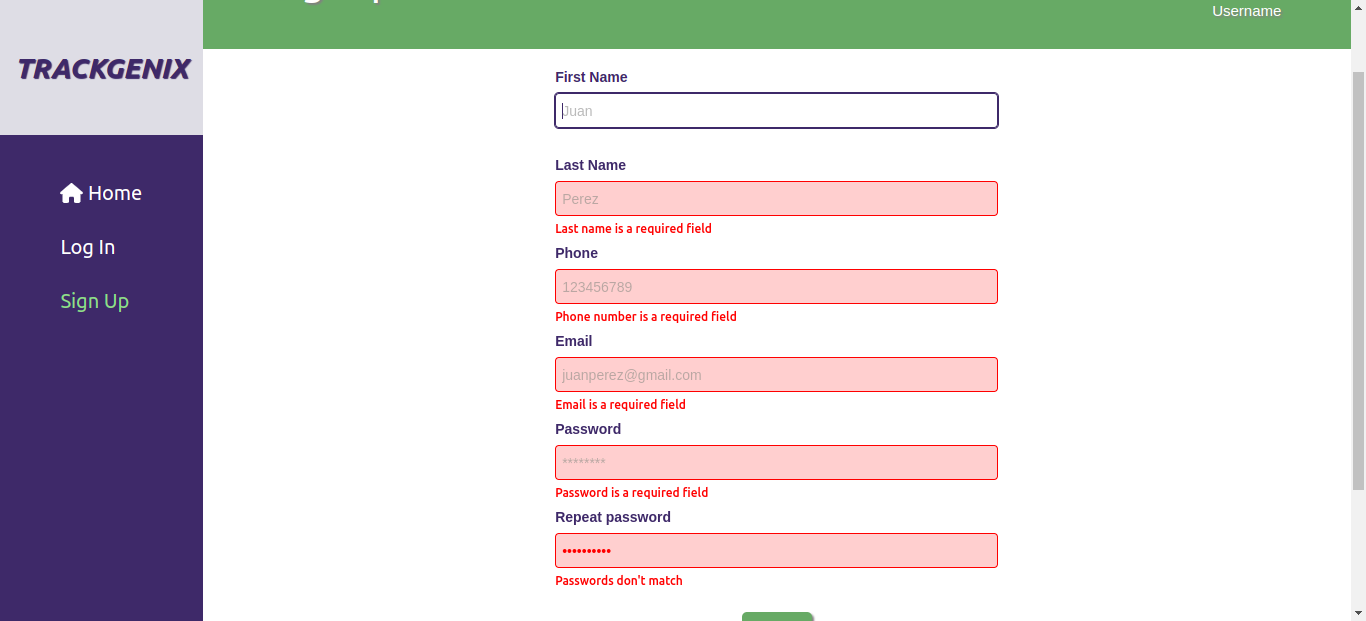 Username
TRACKGENIX
First Name
Juan
Last Name
Perez
Last name is a required field
Phone
123456789
Phone number is a required field
Email
juanperez@gmail.com
Email is a required field
Password
********
Password is a required field
Repeat password
••••••••••
Passwords don't match
Home
Log In
Sign Up